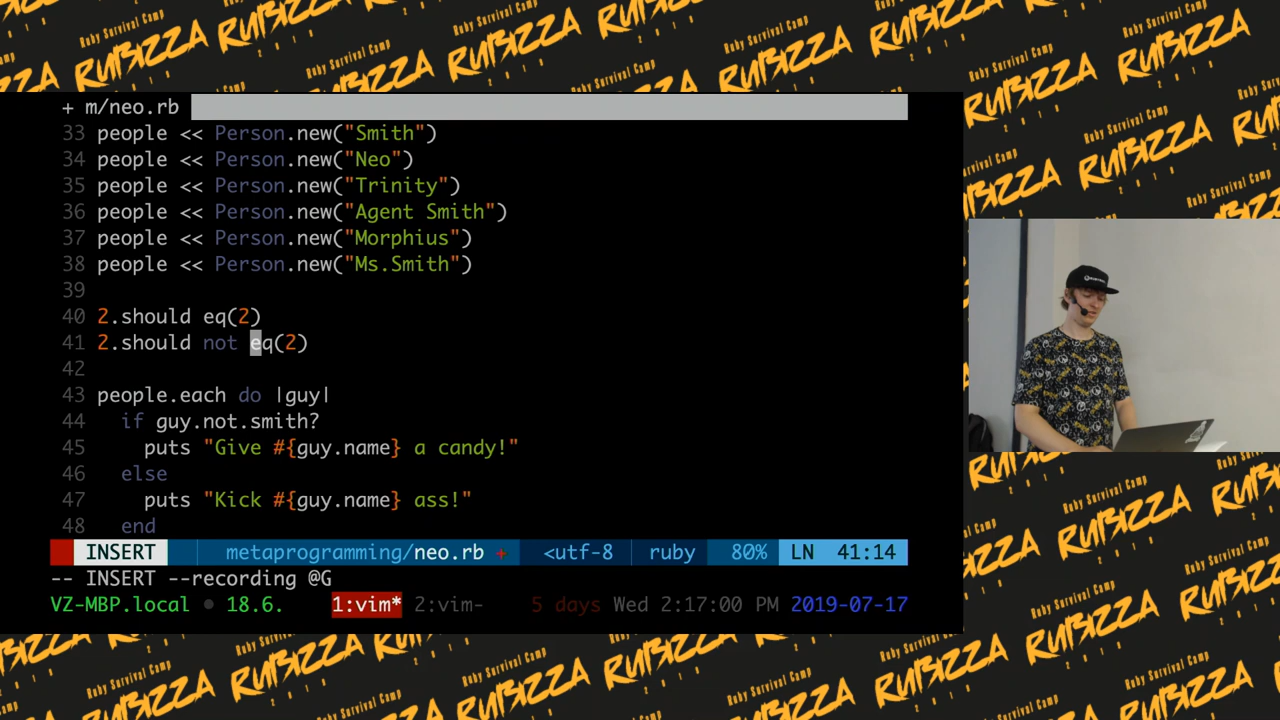 Ruby Survival Camp
RUBIZZA
2019
+ m/neo.rb
33 people << Person.new("Smith")
34 people << Person.new("Neo")
35 people << Person.new("Trinity")
36 people << Person.new("Agent Smith")
37 people << Person.new("Morphius")
38 people << Person.new("Ms.Smith")
39
40 2.should eq(2)
41 2.should not eq(2)
42
43 people.each do |guy|
44 if guy.not.smith?
45 puts "Give #{guy.name} a candy!"
46 else
47 puts "Kick #{guy.name} ass!"
48 end
INSERT metaprogramming/neo.rb + <utf-8 ruby 80% LN 41:14
-- INSERT --recording @G
VZ-MBP.local • 18.6. 1:vim* 2:vim- 5 days Wed 2:17:00 PM 2019-07-17